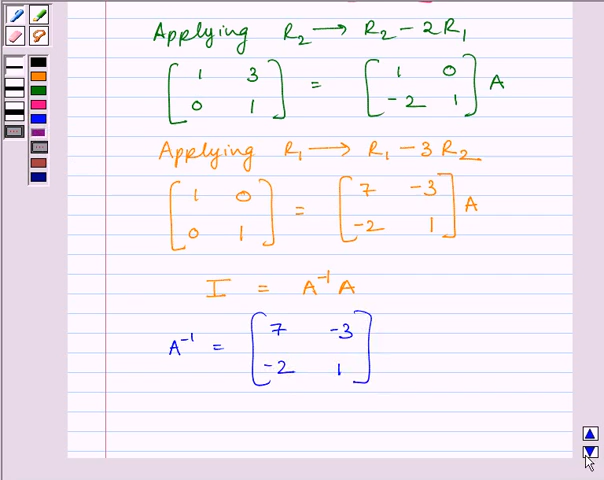 Applying R₂ → R₂ - 2R₁
[1 3; 0 1] = [1 0; -2 1] A
Applying R₁ → R₁ - 3R₂
[1 0; 0 1] = [7 -3; -2 1] A
I = A⁻¹ A
A⁻¹ = [7 -3; -2 1]